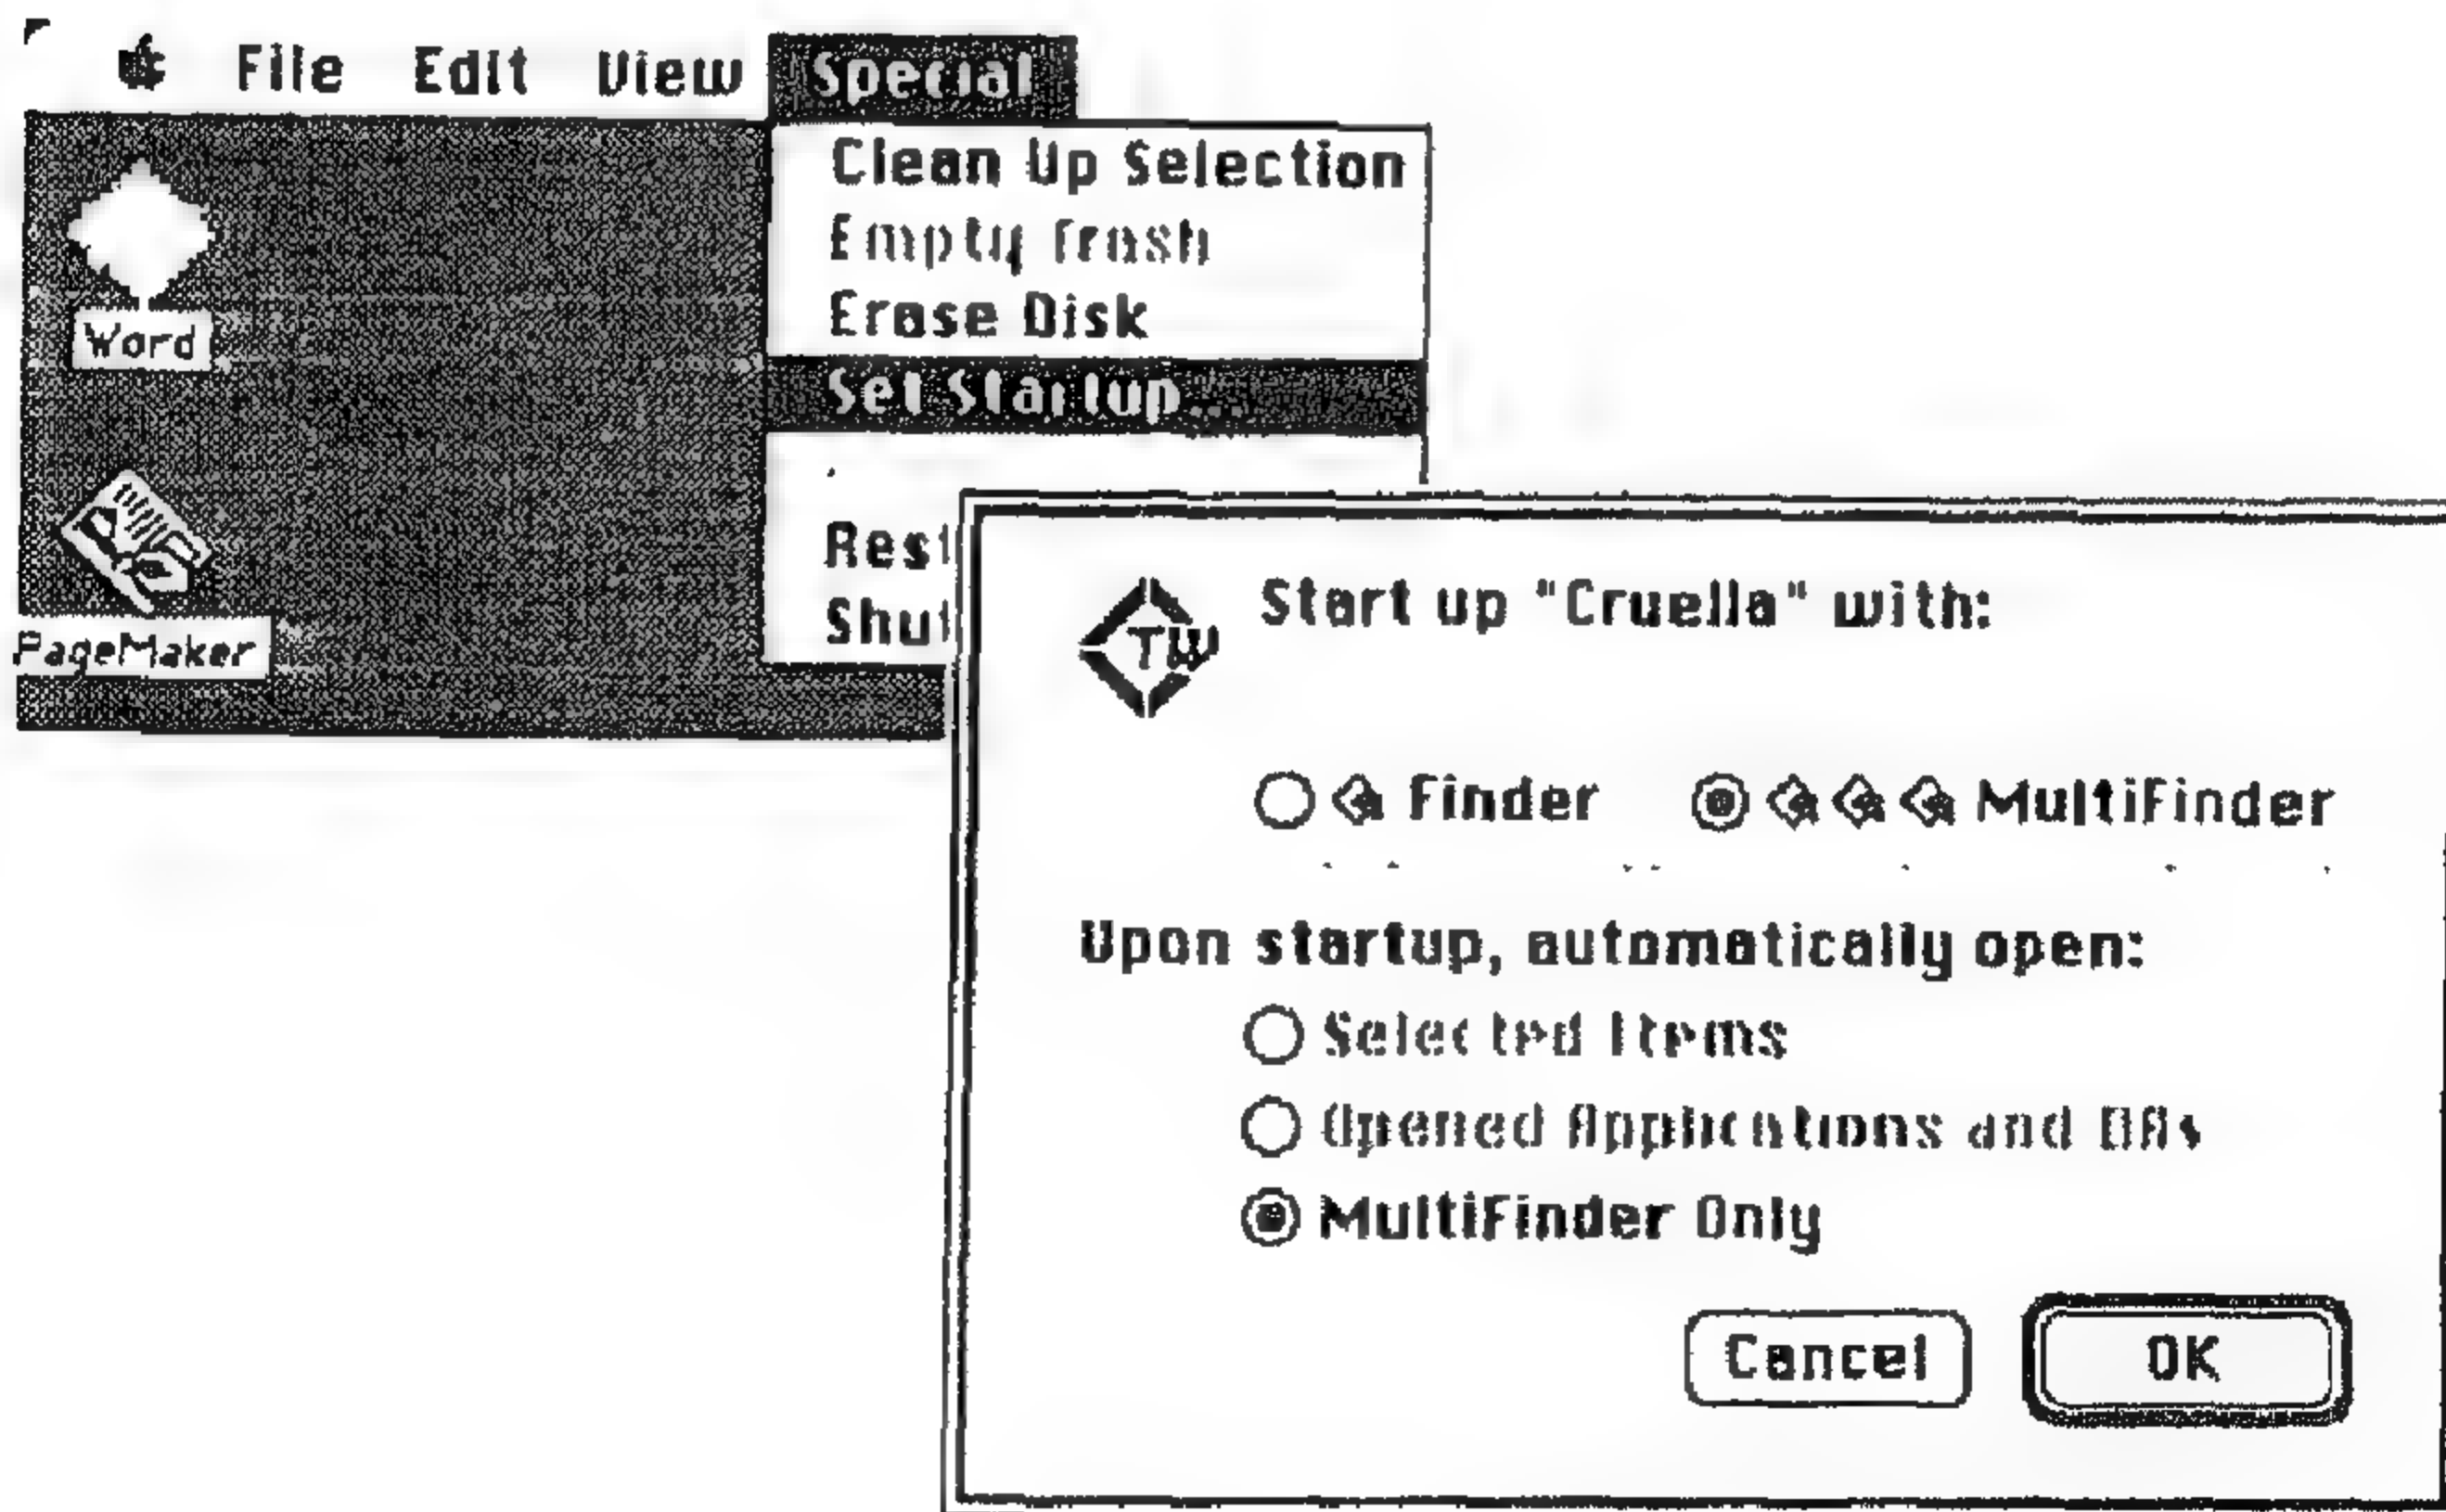 File Edit View Special
Clean Up Selection
Empty Trash
Erase Disk
Set Startup...
Word
PageMaker
TW
Start up "Cruella" with:
Finder MultiFinder
Upon startup, automatically open:
Selected Items
Opened Applications and DAs
MultiFinder Only
Cancel OK